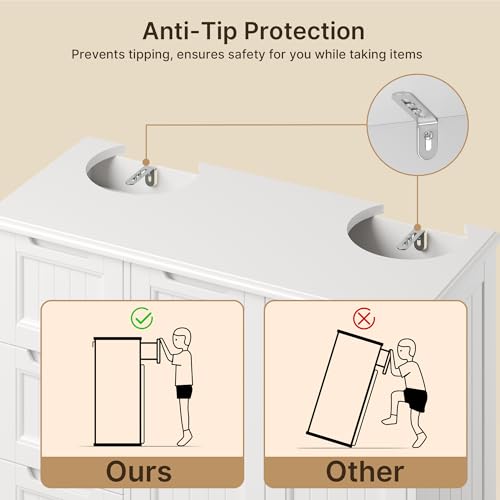 Anti-Tip Protection
Prevents tipping, ensures safety for you while taking items
Ours
Other